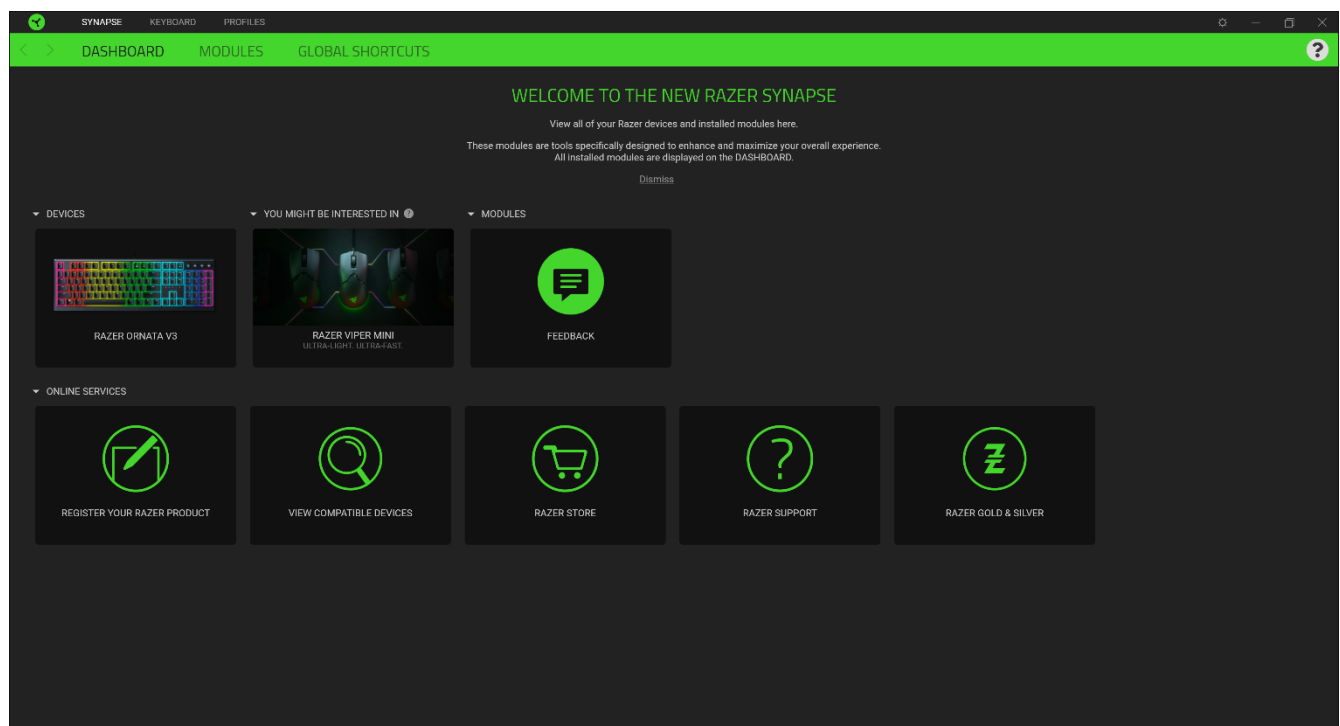 SYNAPSE KEYBOARD PROFILES
DASHBOARD MODULES GLOBAL SHORTCUTS ?
WELCOME TO THE NEW RAZER SYNAPSE
View all of your Razer devices and installed modules here.
These modules are tools specifically designed to enhance and maximize your overall experience.
All installed modules are displayed on the DASHBOARD.
Dismiss
DEVICES YOU MIGHT BE INTERESTED IN ? MODULES
RAZER ORNATA V3 RAZER VIPER MINI FEEDBACK
ULTRA-LIGHT. ULTRA-FAST.
ONLINE SERVICES
REGISTER YOUR RAZER PRODUCT VIEW COMPATIBLE DEVICES RAZER STORE RAZER SUPPORT RAZER GOLD & SILVER